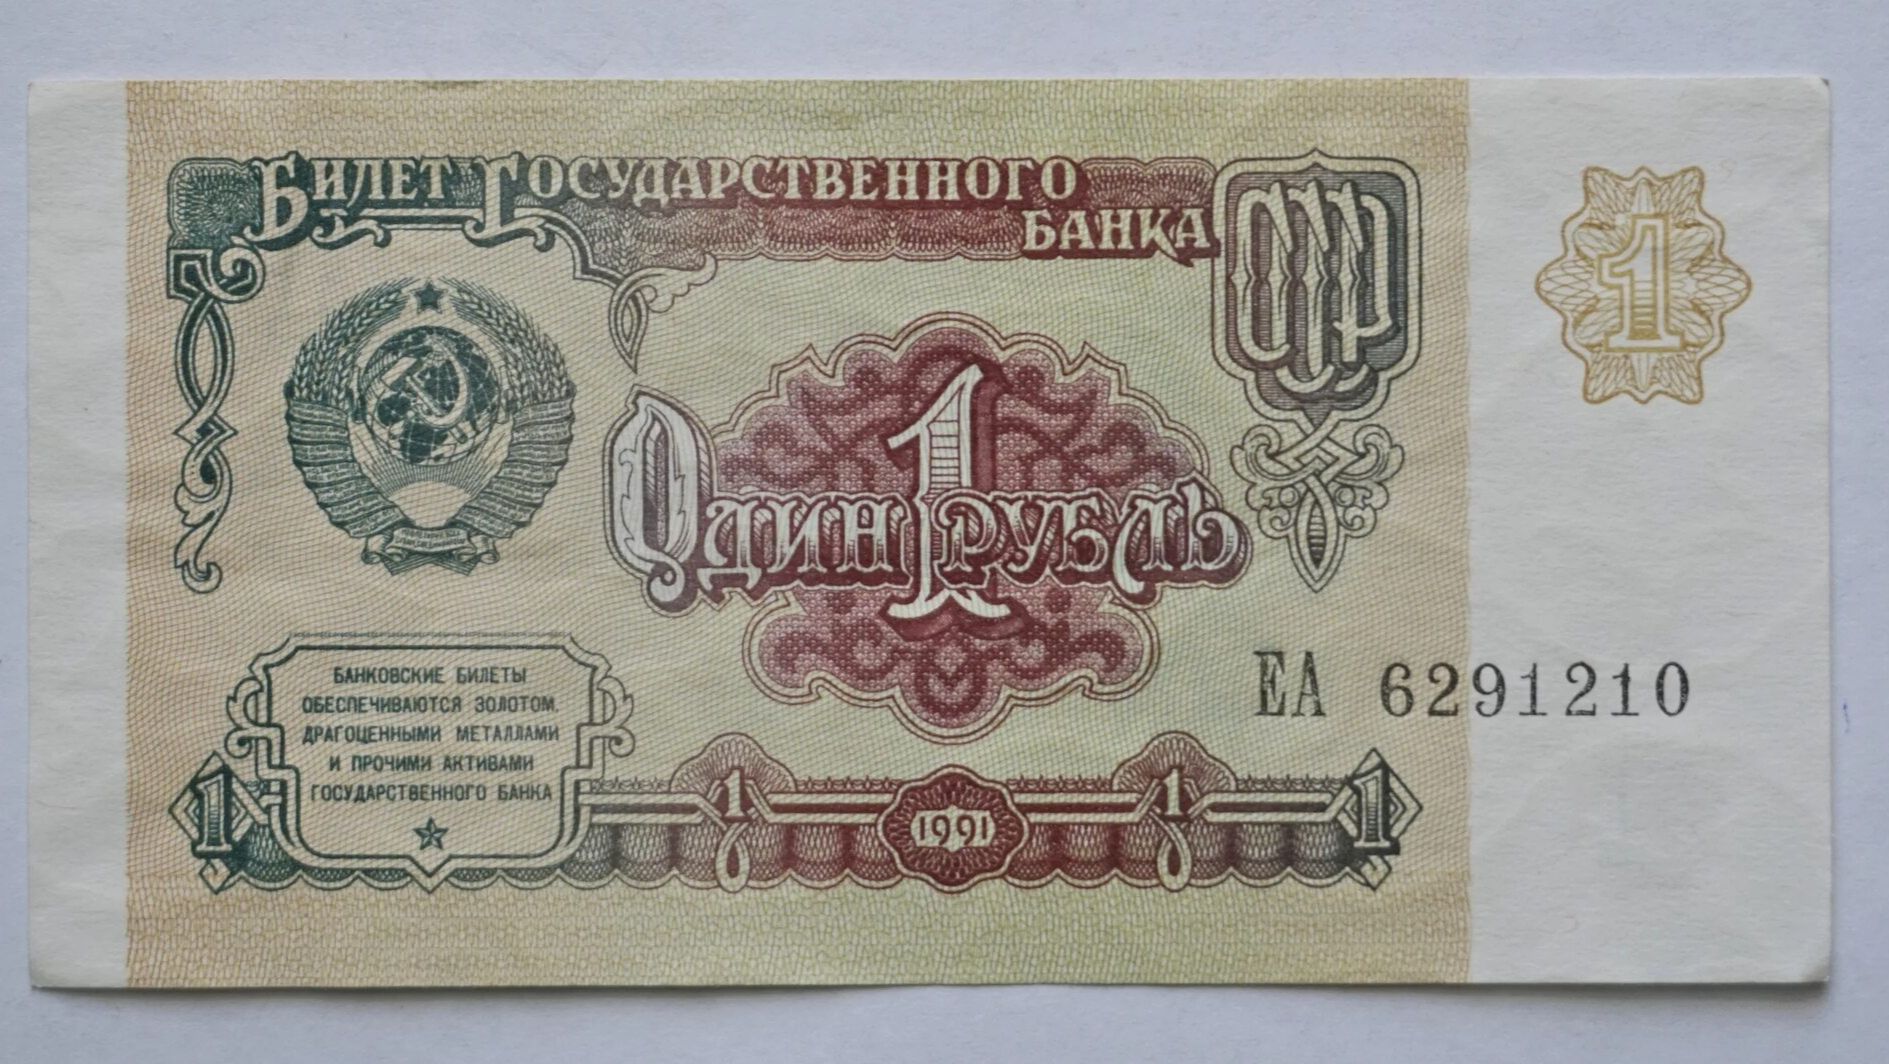 Билет Государственного
банка
СССР
1
Один рубль
1
БАНКОВСКИЕ БИЛЕТЫ
ОБЕСПЕЧИВАЮТСЯ ЗОЛОТОМ,
ДРАГОЦЕННЫМИ МЕТАЛЛАМИ
И ПРОЧИМИ АКТИВАМИ
ГОСУДАРСТВЕННОГО БАНКА
ЕА 6291210
1 1 1991 1 1